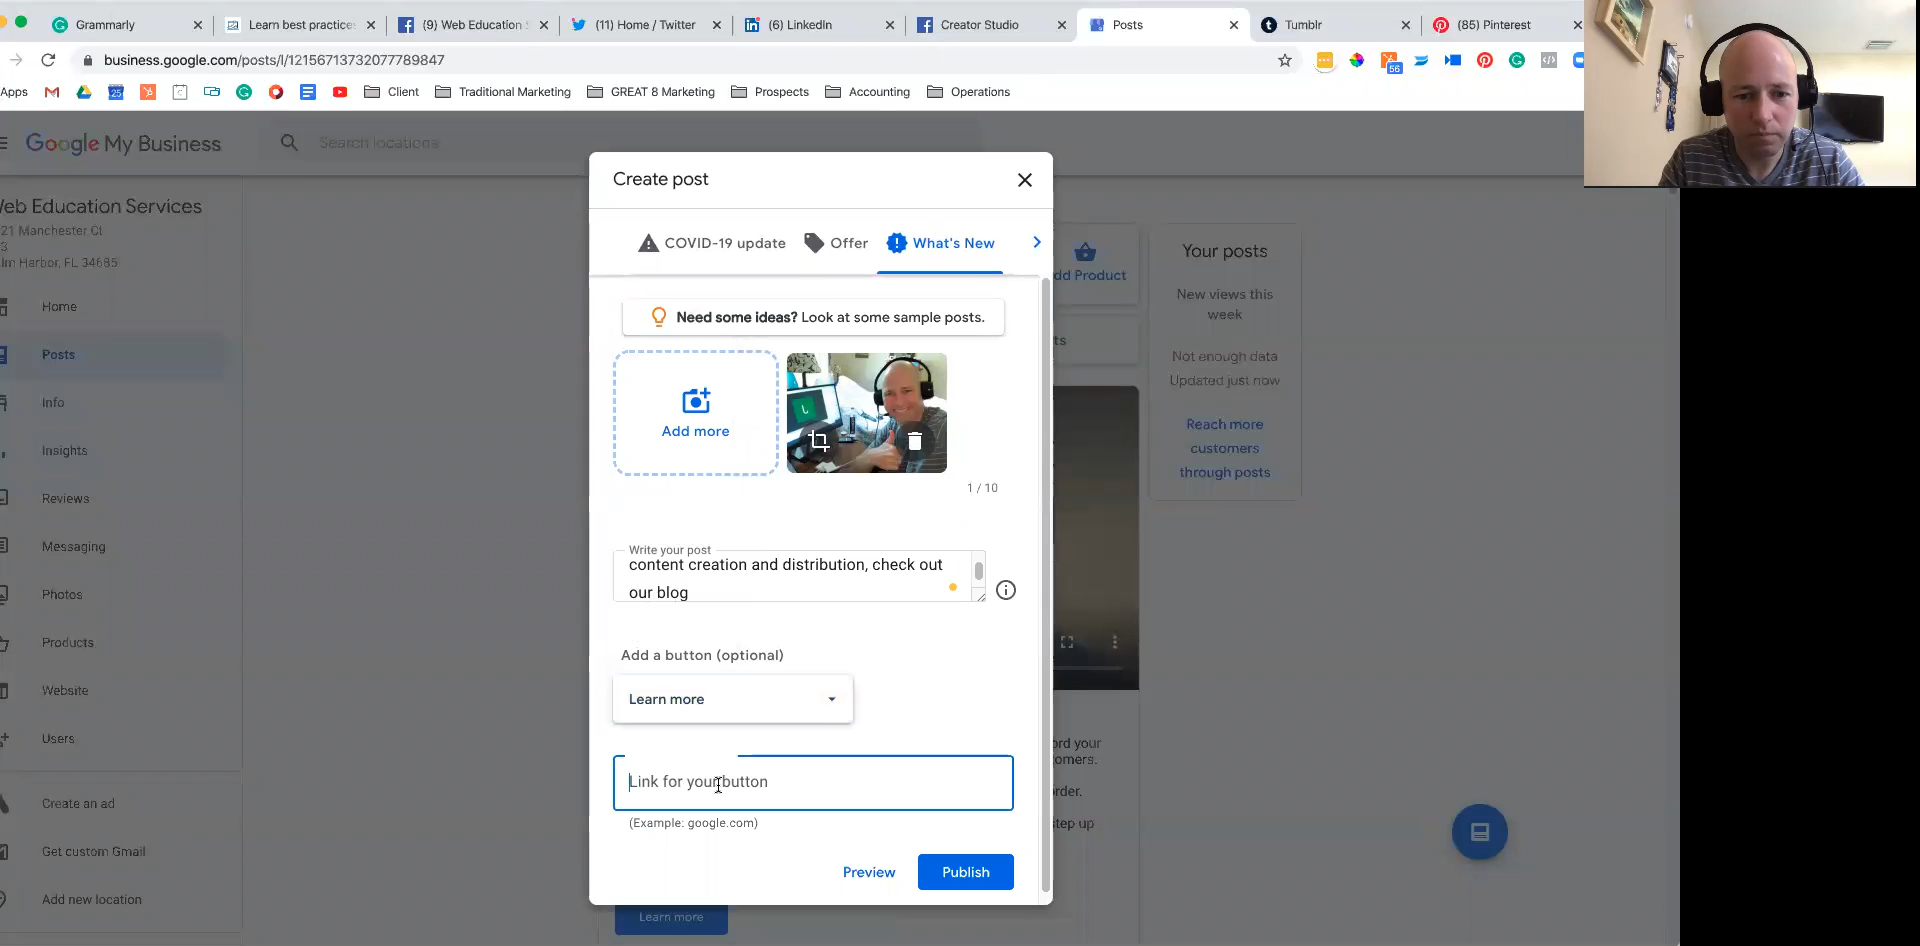 Grammarly
Learn best practice
(9) Web Education
(11) Home / Twitter
(6) LinkedIn
Creator Studio
Posts
Tumblr
(85) Pinterest
business.google.com/posts/l/12156713732077789847
56
Apps
Client
Traditional Marketing
GREAT 8 Marketing
Prospects
Accounting
Operations
Google My Business
Search locations
eb Education Services
21 Manchester Ct
3
lm Harbor, FL 34685
Home
Posts
Info
Insights
Reviews
Messaging
Photos
Products
Website
Users
Create an ad
Get custom Gmail
Add new location
Create post
COVID-19 update
Offer
What's New
Need some ideas? Look at some sample posts.
Add more
1 / 10
Write your post
content creation and distribution, check out
our blog
Add a button (optional)
Learn more
Link for your button
(Example: google.com)
Preview
Publish
Learn more
dd Product
ts
ord your
omers.
rder.
step up
Your posts
New views this
week
Not enough data
Updated just now
Reach more
customers
through posts